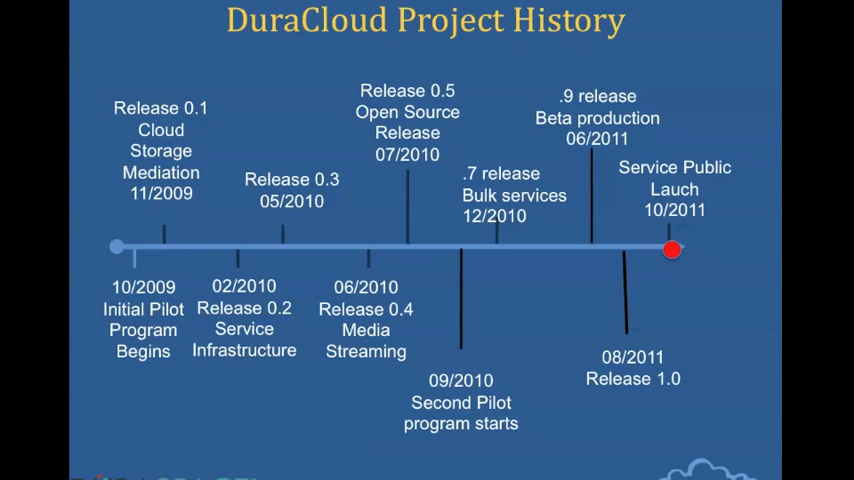 DuraCloud Project History
Release 0.1
Cloud
Storage
Mediation
11/2009
Release 0.3
05/2010
Release 0.5
Open Source
Release
07/2010
.7 release
Bulk services
12/2010
.9 release
Beta production
06/2011
Service Public
Lauch
10/2011
10/2009
Initial Pilot
Program
Begins
02/2010
Release 0.2
Service
Infrastructure
06/2010
Release 0.4
Media
Streaming
09/2010
Second Pilot
program starts
08/2011
Release 1.0